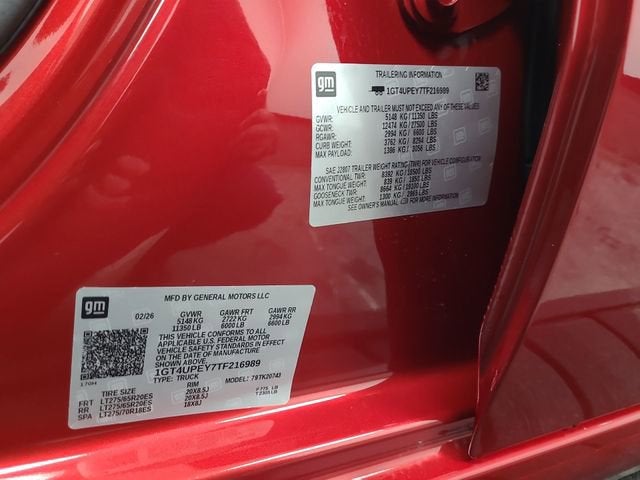 gm
TRAILERING INFORMATION
1GT4UPEY7TF216989
VEHICLE AND TRAILER MUST NOT EXCEED ANY OF THESE VALUES
GVWR: 5148 KG/11350 LBS
GCWR: 12474 KG/27500 LBS
RGAWR: 2994 KG/ 6600 LBS
CURB WEIGHT: 3762 KG/ 8294 LBS
MAX PAYLOAD: 1386 KG/ 3056 LBS
SAE J2807 TRAILER WEIGHT RATING (TWR) FOR VEHICLE CONFIGURATION
CONVENTIONAL TWR: 8392 KG/18500 LBS
MAX TONGUE WEIGHT: 839 KG/ 1850 LBS
GOOSENECK TWR: 8664 KG/19100 LBS
MAX TONGUE WEIGHT: 1300 KG/ 2865 LBS
SEE OWNER'S MANUAL FOR MORE INFORMATION
gm
MFD BY GENERAL MOTORS LLC
02/26 GVWR GAWR FRT GAWR RR
5148 KG 2722 KG 2994 KG
11350 LB 6000 LB 6600 LB
THIS VEHICLE CONFORMS TO ALL
APPLICABLE U.S. FEDERAL MOTOR
VEHICLE SAFETY STANDARDS IN EFFECT
ON THE DATE OF MANUFACTURE
SHOWN ABOVE.
1GT4UPEY7TF216989
TYPE: TRUCK MODEL: 79TK20743
TIRE SIZE RIM
FRT LT275/65R20ES 20X8.5J
RR LT275/65R20ES 20X8.5J
SPA LT275/70R18ES 18X8J